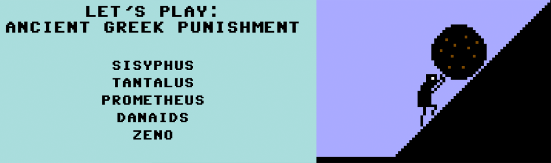 LET'S PLAY:
ANCIENT GREEK PUNISHMENT
SISYPHUS
TANTALUS
PROMETHEUS
DANAIDS
ZENO